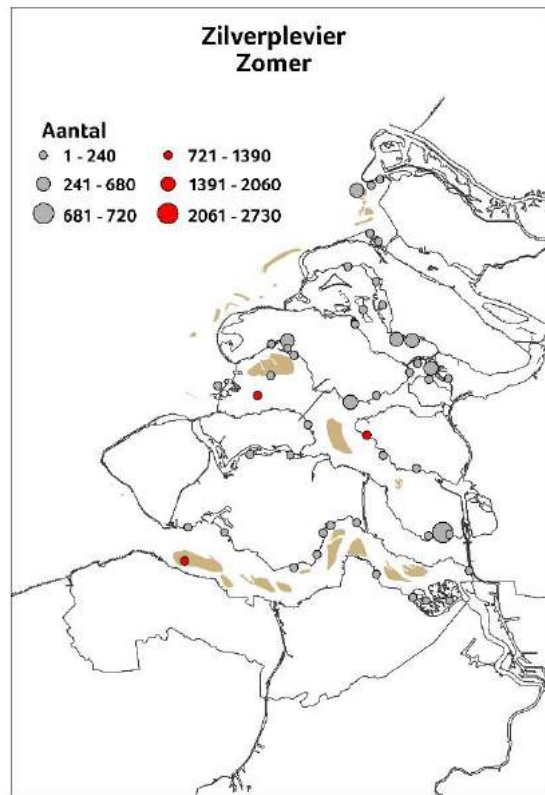 Zilverplevier
Zomer
Aantal
1 - 240
241 - 680
681 - 720
721 - 1390
1391 - 2060
2061 - 2730